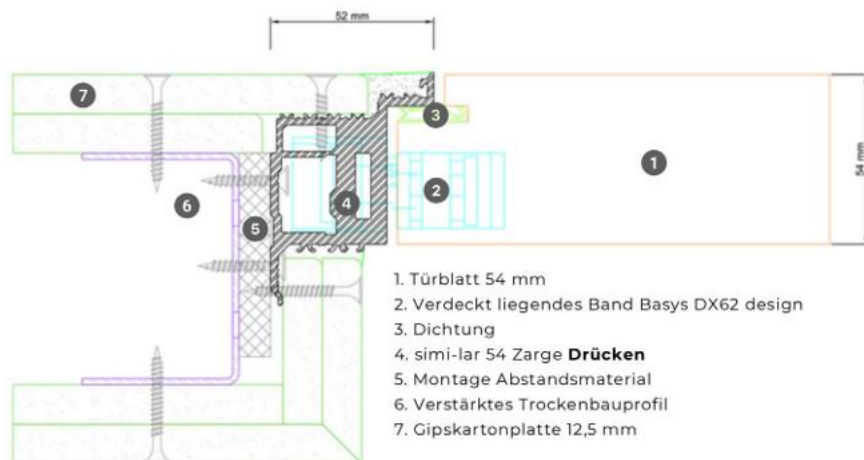 52 mm
7
3
1
2
4
6
5
54 mm
1. Türblatt 54 mm
2. Verdeckt liegendes Band Basys DX62 design
3. Dichtung
4. simi-lar 54 Zarge Drücken
5. Montage Abstandsmaterial
6. Verstärktes Trockenbauprofil
7. Gipskartonplatte 12,5 mm